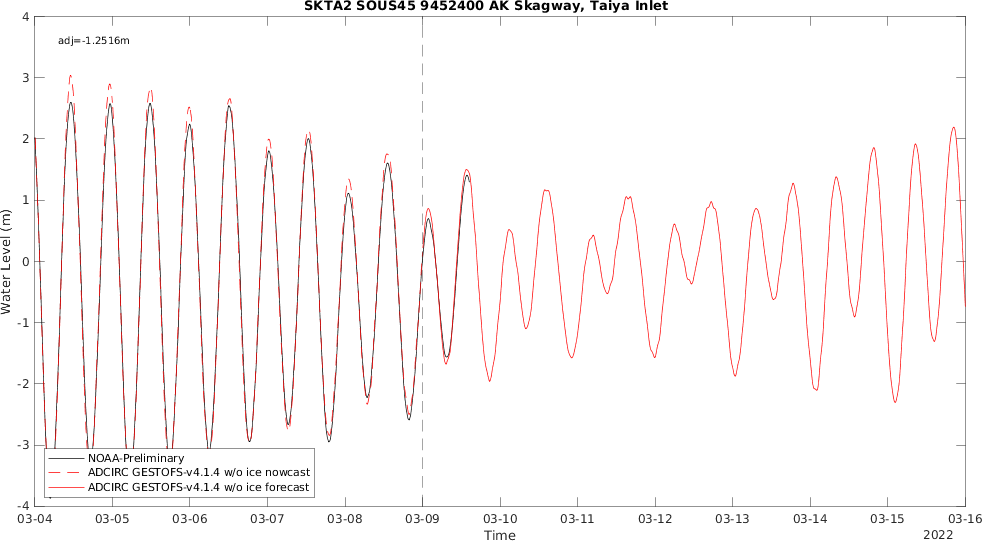 SKTA2 SOUS45 9452400 AK Skagway, Taiya Inlet
adj=-1.2516m
4
3
2
1
0
-1
-2
-3
-4
Water Level (m)
NOAA-Preliminary
ADCIRC GESTOFS-v4.1.4 w/o ice nowcast
ADCIRC GESTOFS-v4.1.4 w/o ice forecast
03-04 03-05 03-06 03-07 03-08 03-09 03-10 03-11 03-12 03-13 03-14 03-15 03-16
Time
2022